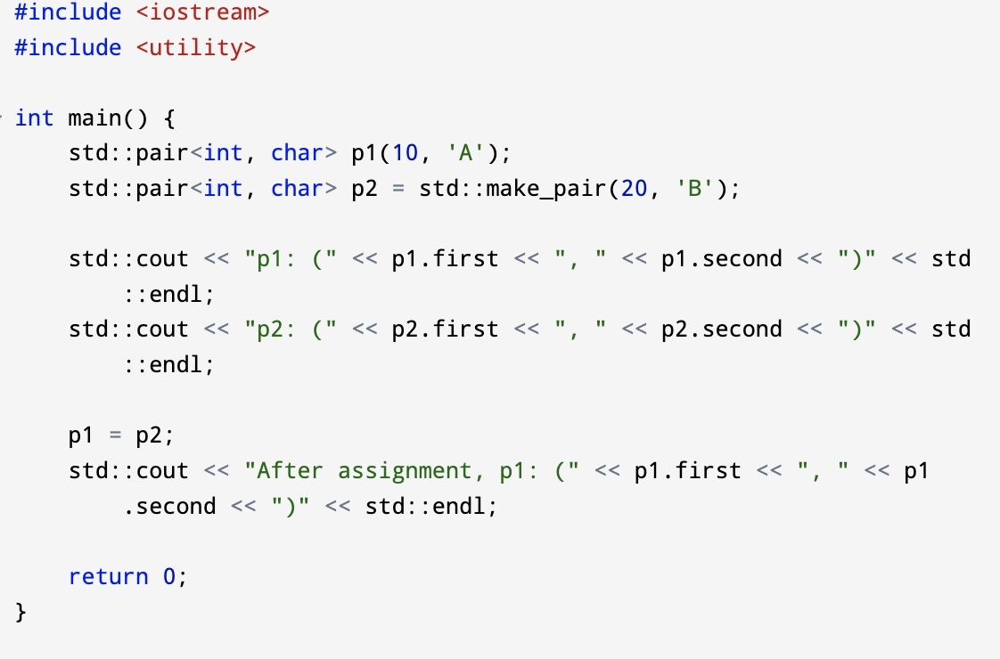 #include <iostream>
#include <utility>
int main() {
std::pair<int, char> p1(10, 'A');
std::pair<int, char> p2 = std::make_pair(20, 'B');
std::cout << "p1: (" << p1.first << ", " << p1.second << ")" << std
::endl;
std::cout << "p2: (" << p2.first << ", " << p2.second << ")" << std
::endl;
p1 = p2;
std::cout << "After assignment, p1: (" << p1.first << ", " << p1
.second << ")" << std::endl;
return 0;
}